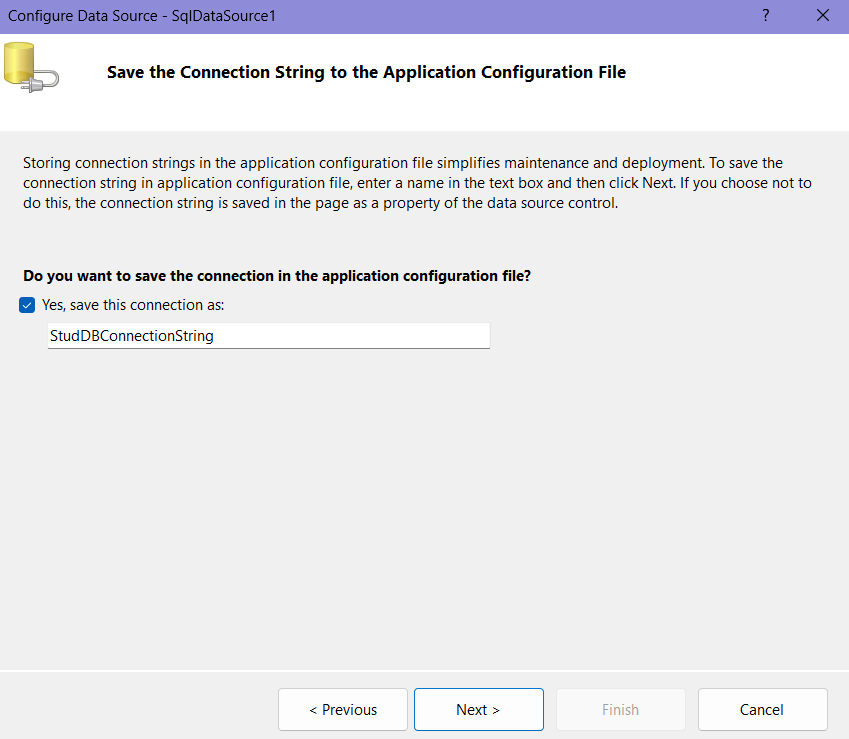 Configure Data Source - SqlDataSource1
?
Save the Connection String to the Application Configuration File
Storing connection strings in the application configuration file simplifies maintenance and deployment. To save the
connection string in application configuration file, enter a name in the text box and then click Next. If you choose not to
do this, the connection string is saved in the page as a property of the data source control.
Do you want to save the connection in the application configuration file?
Yes, save this connection as:
StudDBConnectionString
< Previous
Next >
Finish
Cancel